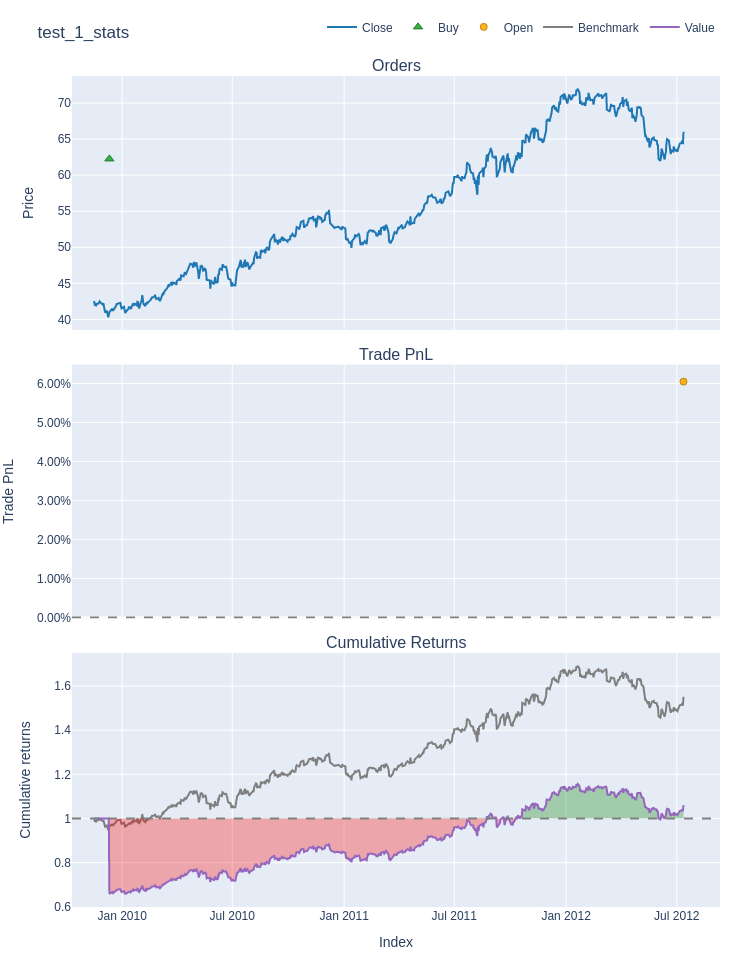 test_1_stats
Close Buy Open Benchmark Value
Orders
70
65
60
55
50
45
40
Price
Trade PnL
6.00%
5.00%
4.00%
3.00%
2.00%
1.00%
0.00%
Trade PnL
Cumulative Returns
1.6
1.4
1.2
1
0.8
0.6
Cumulative returns
Jan 2010 Jul 2010 Jan 2011 Jul 2011 Jan 2012 Jul 2012
Index